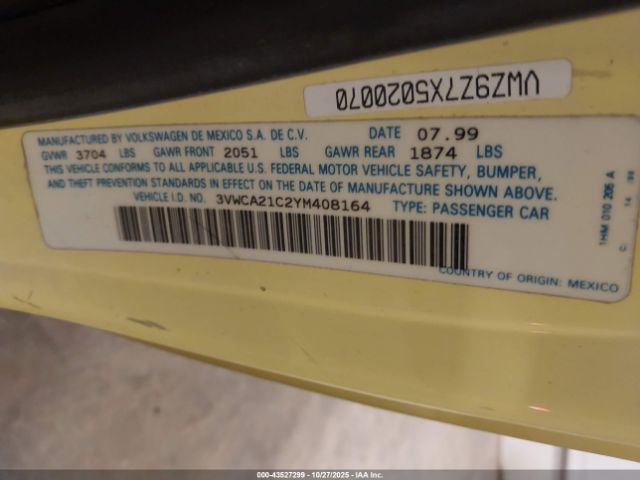 VWZ9Z7X5020070
MANUFACTURED BY VOLKSWAGEN DE MEXICO S.A. DE C.V. DATE 07.99
GVWR 3704 LBS GAWR FRONT 2051 LBS GAWR REAR 1874 LBS
THIS VEHICLE CONFORMS TO ALL APPLICABLE U.S. FEDERAL MOTOR VEHICLE SAFETY, BUMPER,
AND THEFT PREVENTION STANDARDS IN EFFECT ON THE DATE OF MANUFACTURE SHOWN ABOVE.
VEHICLE I.D. NO. 3VWCA21C2YM408164 TYPE: PASSENGER CAR
COUNTRY OF ORIGIN: MEXICO
1HM 010 205 A
000-43527299 | 10/27/2025 - IAA Inc.